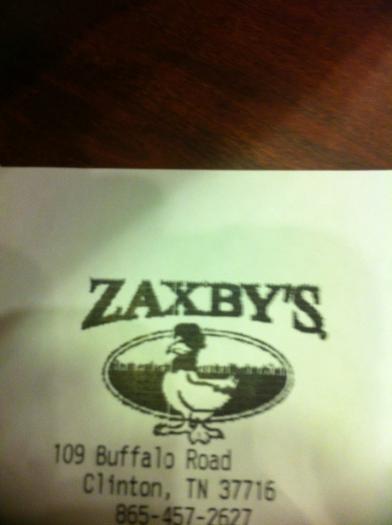 ZAXBY'S
109 Buffalo Road
Clinton, TN 37716
865-457-2627